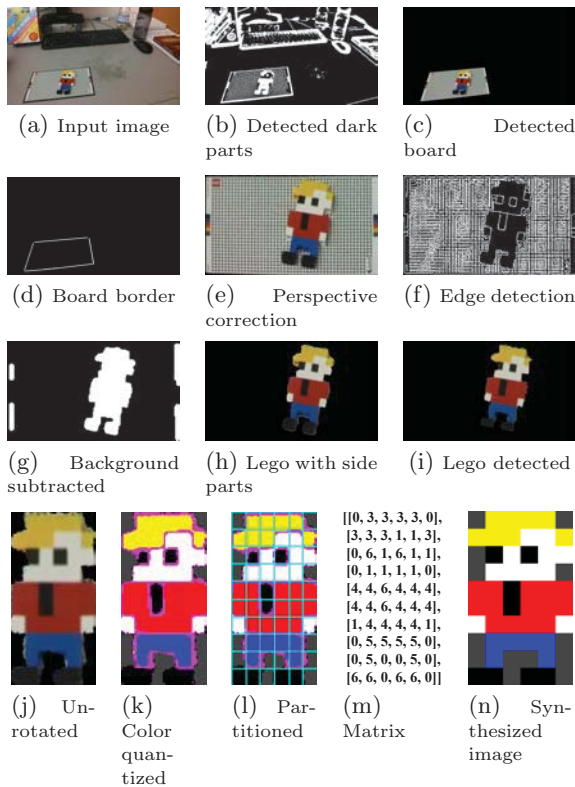 (a) Input image
(b) Detected dark
parts
(c) Detected
board
(d) Board border
(e) Perspective
correction
(f) Edge detection
(g) Background
subtracted
(h) Lego with side
parts
(i) Lego detected
[[0, 3, 3, 3, 3, 0],
[3, 3, 3, 1, 1, 3],
[0, 6, 1, 6, 1, 1],
[0, 1, 1, 1, 1, 0],
[4, 4, 6, 4, 4, 4],
[4, 4, 6, 4, 4, 4],
[1, 4, 4, 4, 4, 1],
[0, 5, 5, 5, 5, 0],
[0, 5, 0, 0, 5, 0],
[6, 6, 0, 6, 6, 0]]
(j) Un-
rotated
(k)
Color
quan-
tized
(l) Par-
titioned
(m)
Matrix
(n) Syn-
thesized
image